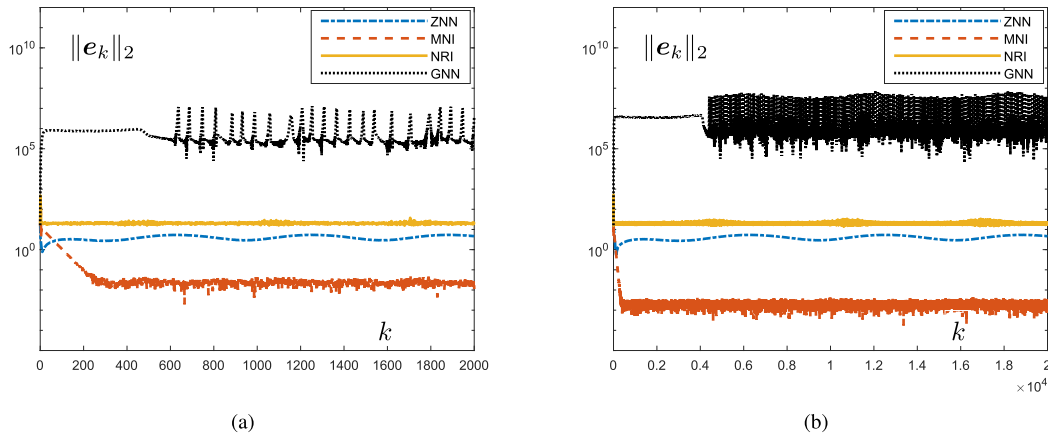 ZNN
MNI
NRI
GNN
‖e_k‖_2
10^10
10^5
10^0
k
0 200 400 600 800 1000 1200 1400 1600 1800 2000
(a)
ZNN
MNI
NRI
GNN
‖e_k‖_2
10^10
10^5
10^0
k
0 0.2 0.4 0.6 0.8 1 1.2 1.4 1.6 1.8 2
×10^4
(b)